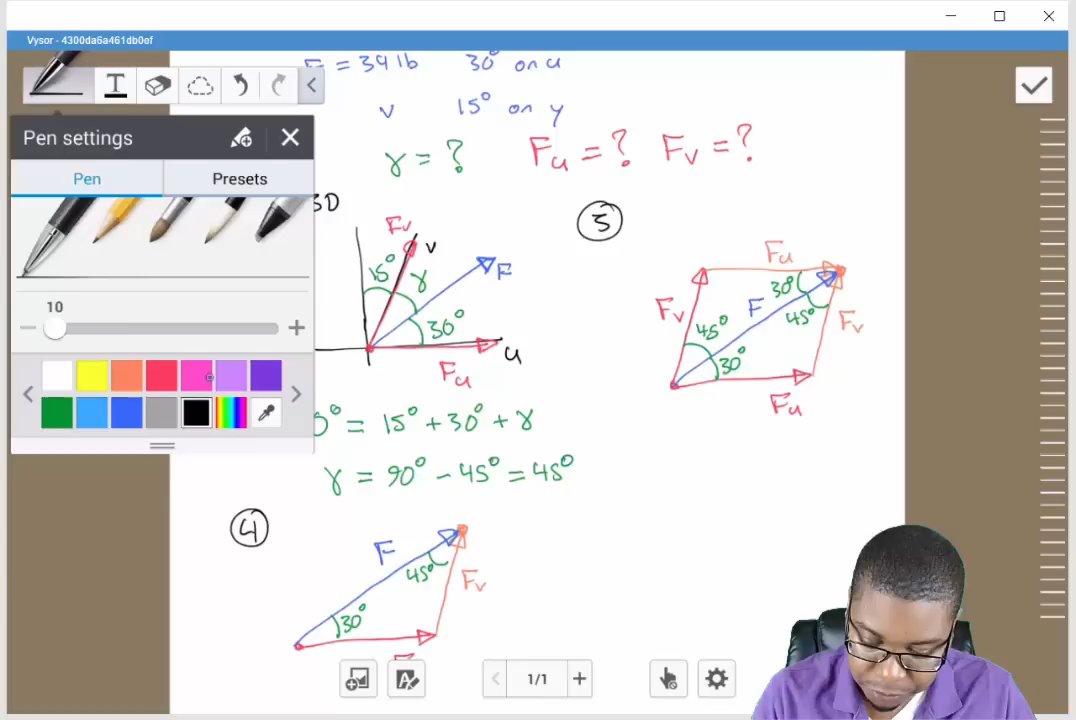 Vysor - 4300da6a461db0ef
= 39 lb 30° on u
v 15° on y
T
Pen settings
γ = ? Fu = ? Fv = ?
Pen Presets
3
Fv
v
15° γ
F
30°
u
Fu
Fu
30°
Fv F 45° Fv
45°
30°
Fu
10
0° = 15° + 30° + γ
γ = 90° - 45° = 45°
4
F
45° Fv
30°
1/1